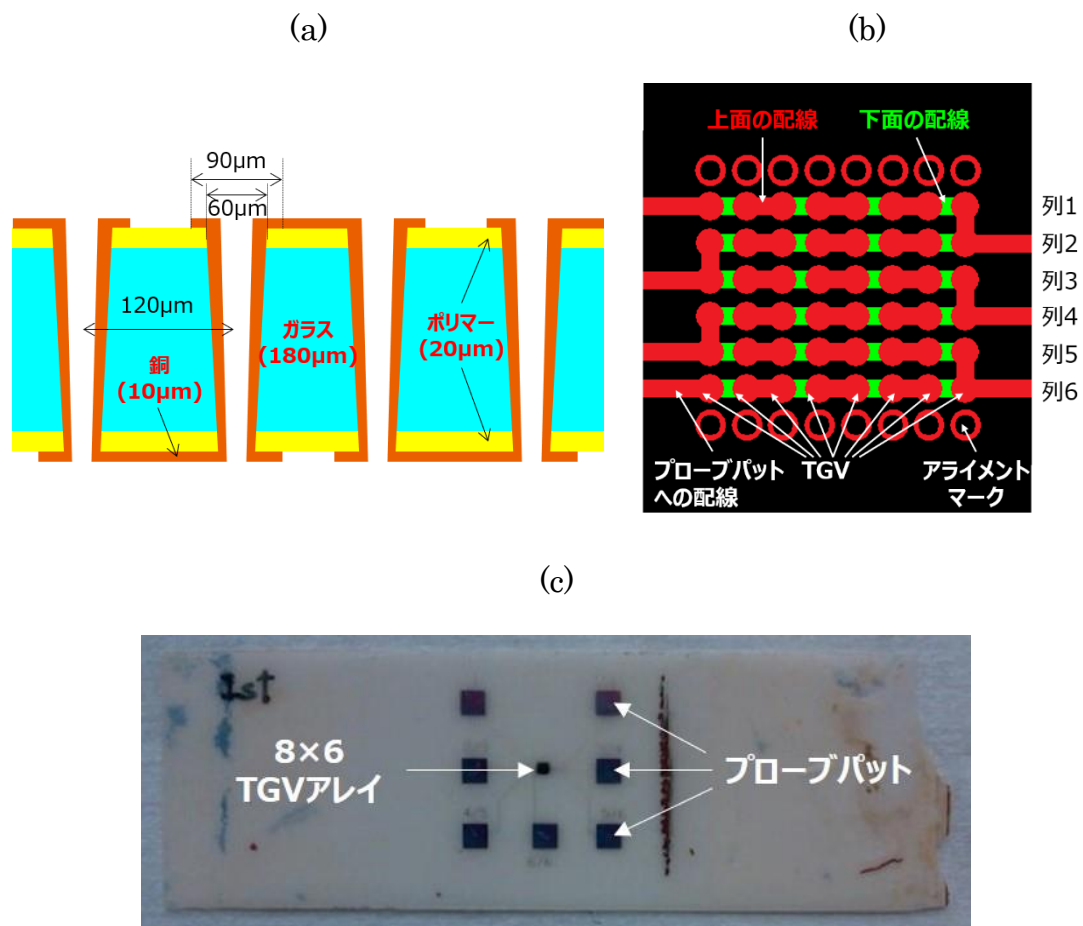 (a)
(b)
90μm
60μm
120μm
銅
(10μm)
ガラス
(180μm)
ポリマー
(20μm)
上面の配線
下面の配線
列1
列2
列3
列4
列5
列6
プローブパット
への配線
TGV
アライメント
マーク
(c)
1st
8×6
TGVアレイ
プローブパット